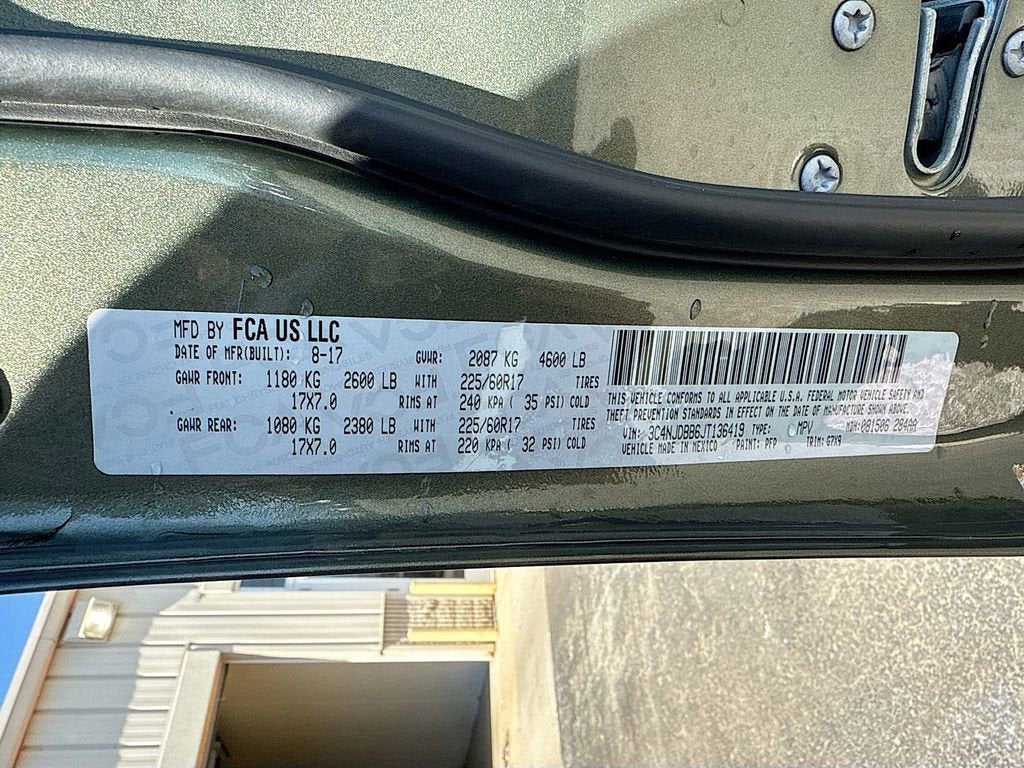 MFD BY FCA US LLC
DATE OF MFR(BUILT): 8-17 GVWR: 2087 KG 4600 LB
GAWR FRONT: 1180 KG 2600 LB WITH 225/60R17 TIRES
17X7.0 RIMS AT 240 KPA ( 35 PSI) COLD
GAWR REAR: 1080 KG 2380 LB WITH 225/60R17 TIRES
17X7.0 RIMS AT 220 KPA ( 32 PSI) COLD
THIS VEHICLE CONFORMS TO ALL APPLICABLE U.S.A. FEDERAL MOTOR VEHICLE SAFETY AND
THEFT PREVENTION STANDARDS IN EFFECT ON THE DATE OF MANUFACTURE SHOWN ABOVE.
VIN: 3C4NJDBB6JT136419 TYPE: MPV MDH: 081506
VEHICLE MADE IN MEXICO PAINT: PFP TRIM: G7X9